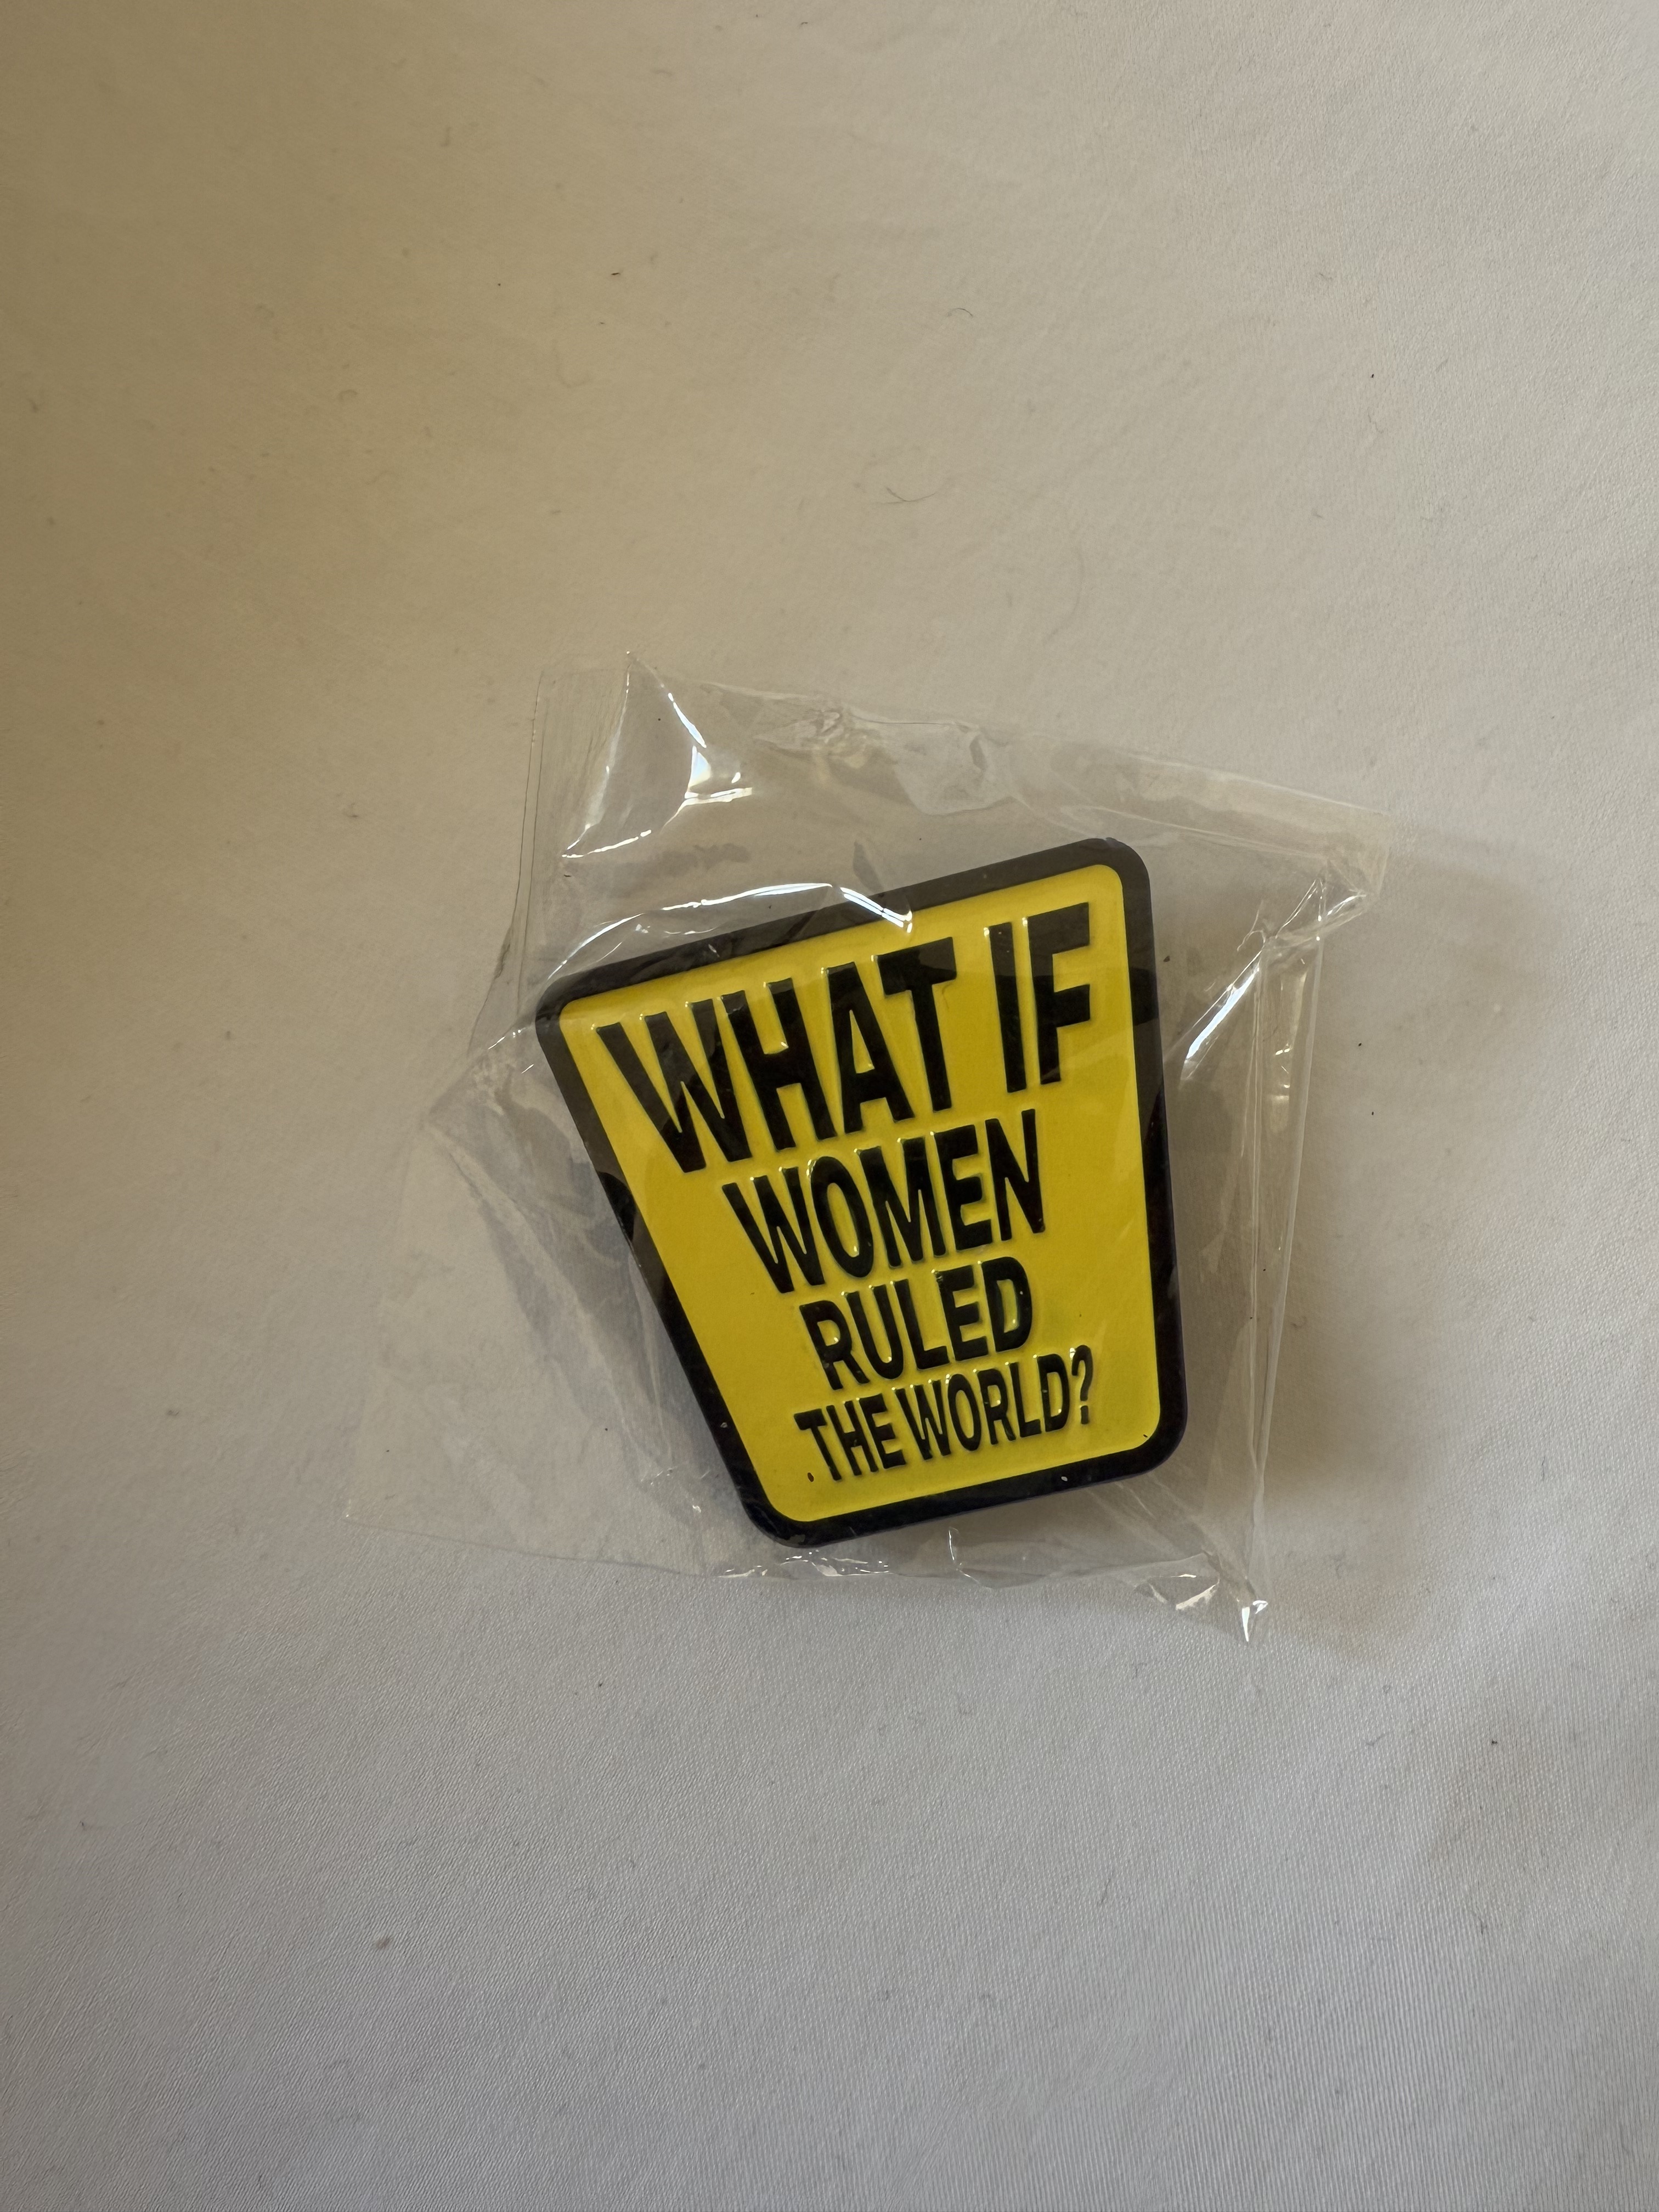 WHAT IF
WOMEN
RULED
THE WORLD?